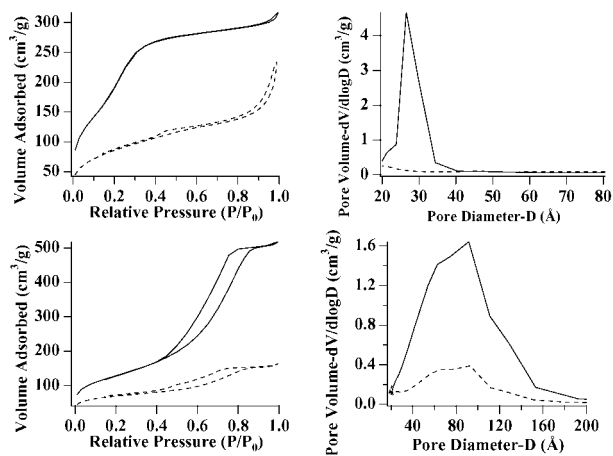 Volume Adsorbed (cm³/g)
300
250
200
150
100
50
0.0 0.2 0.4 0.6 0.8 1.0
Relative Pressure (P/P₀)
Pore Volume-dV/dlogD (cm³/g)
4
3
2
1
0
20 30 40 50 60 70 80
Pore Diameter-D (Å)
Volume Adsorbed (cm³/g)
500
400
300
200
100
0.0 0.2 0.4 0.6 0.8 1.0
Relative Pressure (P/P₀)
Pore Volume-dV/dlogD (cm³/g)
1.6
1.2
0.8
0.4
0.0
40 80 120 160 200
Pore Diameter-D (Å)